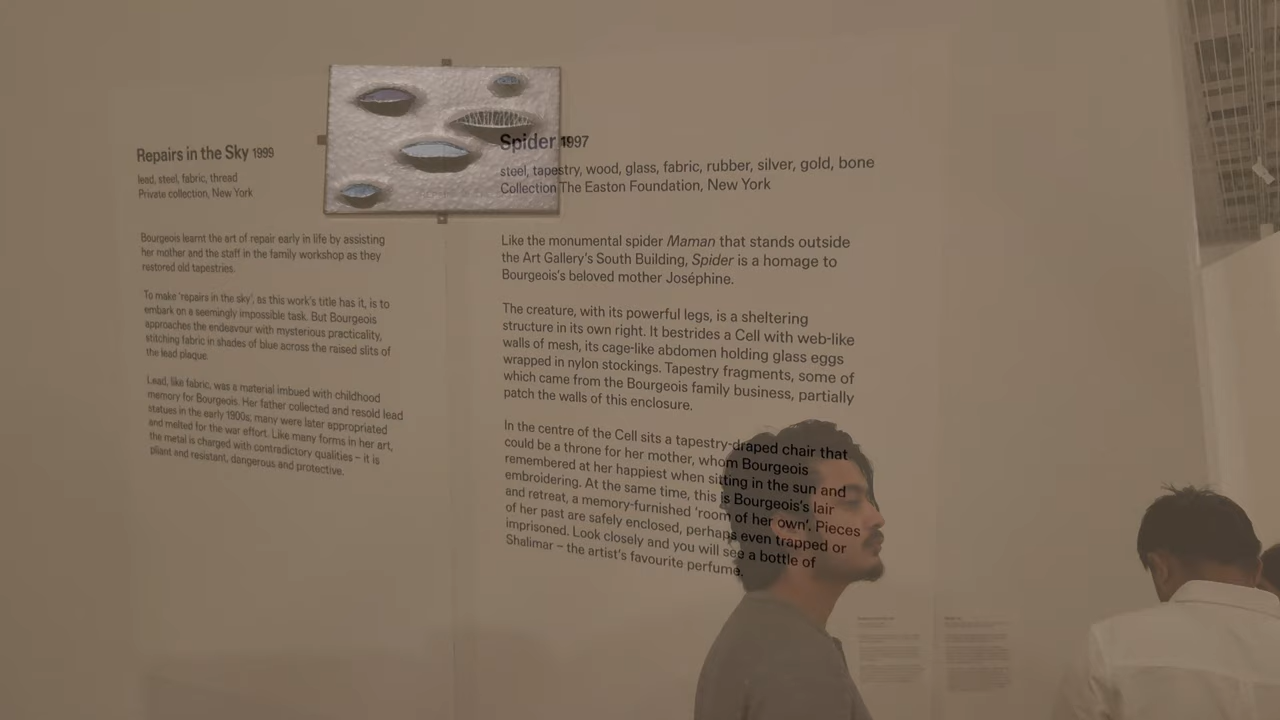 Repairs in the Sky 1999
lead, steel, fabric, thread
Private collection, New York
Bourgeois learnt the art of repair early in life by assisting
her mother and the staff in the family workshop as they
restored old tapestries.
To make 'repairs in the sky', as this work's title has it, is to
embark on a seemingly impossible task. But Bourgeois
approaches the endeavour with mysterious practicality,
stitching fabric in shades of blue across the raised slits of
the lead plaque.
Lead, like fabric, was a material imbued with childhood
memory for Bourgeois. Her father collected and resold lead
statues in the early 1900s; many were later appropriated
and melted for the war effort. Like many forms in her art,
the metal is charged with contradictory qualities – it is
pliant and resistant, dangerous and protective.
Spider 1997
steel, tapestry, wood, glass, fabric, rubber, silver, gold, bone
Collection The Easton Foundation, New York
Like the monumental spider Maman that stands outside
the Art Gallery's South Building, Spider is a homage to
Bourgeois's beloved mother Joséphine.
The creature, with its powerful legs, is a sheltering
structure in its own right. It bestrides a Cell with web-like
walls of mesh, its cage-like abdomen holding glass eggs
wrapped in nylon stockings. Tapestry fragments, some of
which came from the Bourgeois family business, partially
patch the walls of this enclosure.
In the centre of the Cell sits a tapestry-draped chair that
could be a throne for her mother, whom Bourgeois
remembered at her happiest when sitting in the sun and
embroidering. At the same time, this is Bourgeois's lair
and retreat, a memory-furnished 'room of her own'. Pieces
of her past are safely enclosed, perhaps even trapped or
imprisoned. Look closely and you will see a bottle of
Shalimar – the artist's favourite perfume.